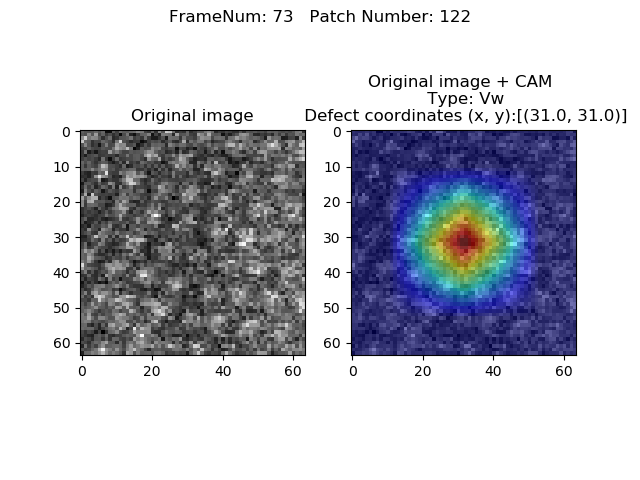 FrameNum: 73   Patch Number: 122
Original image
0
10
20
30
40
50
60
0 20 40 60
Original image + CAM
Type: Vw
Defect coordinates (x, y):[(31.0, 31.0)]
0
10
20
30
40
50
60
0 20 40 60